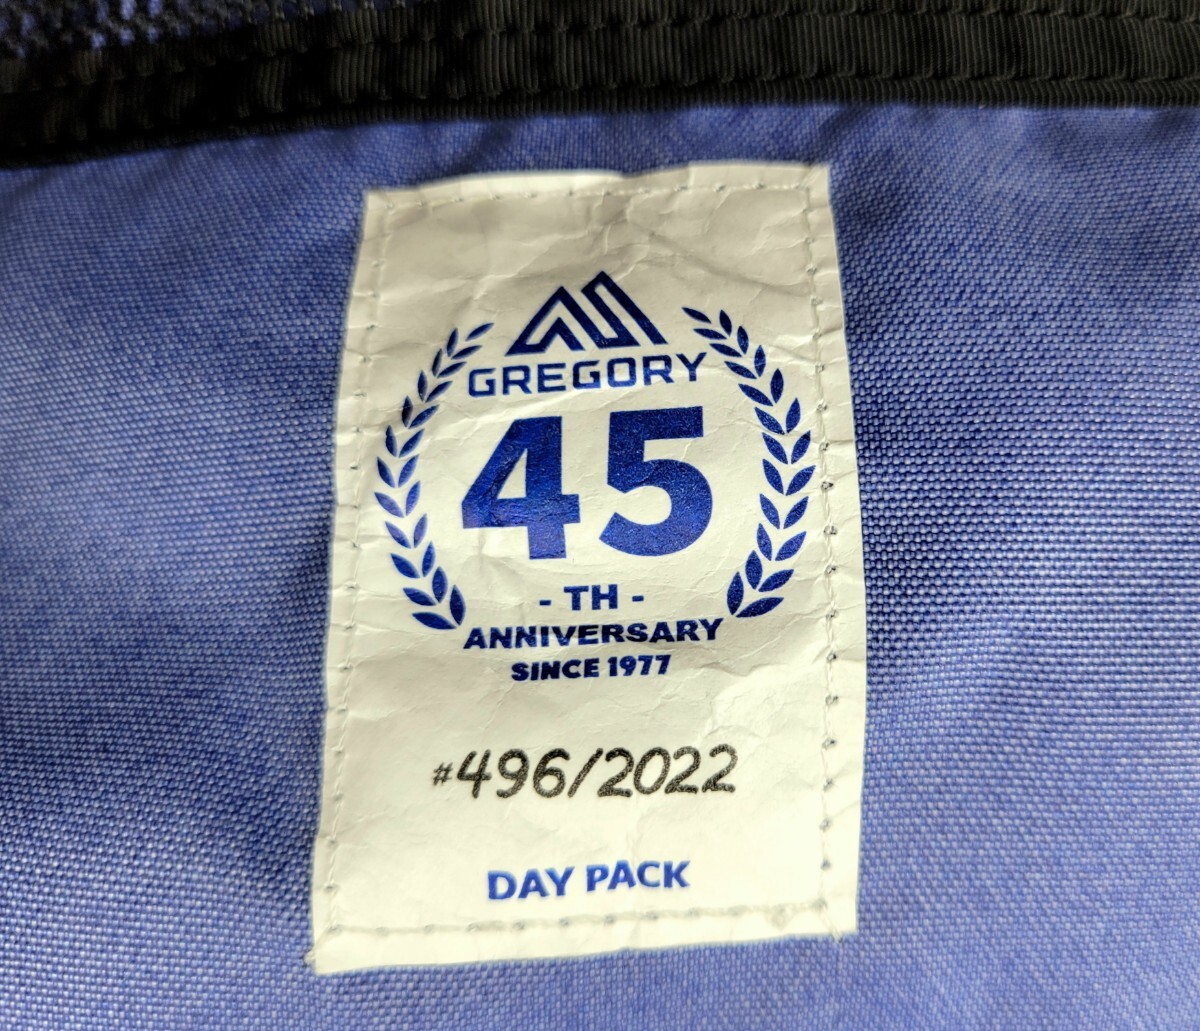 GREGORY
45
- TH -
ANNIVERSARY
SINCE 1977
#496/2022
DAY PACK